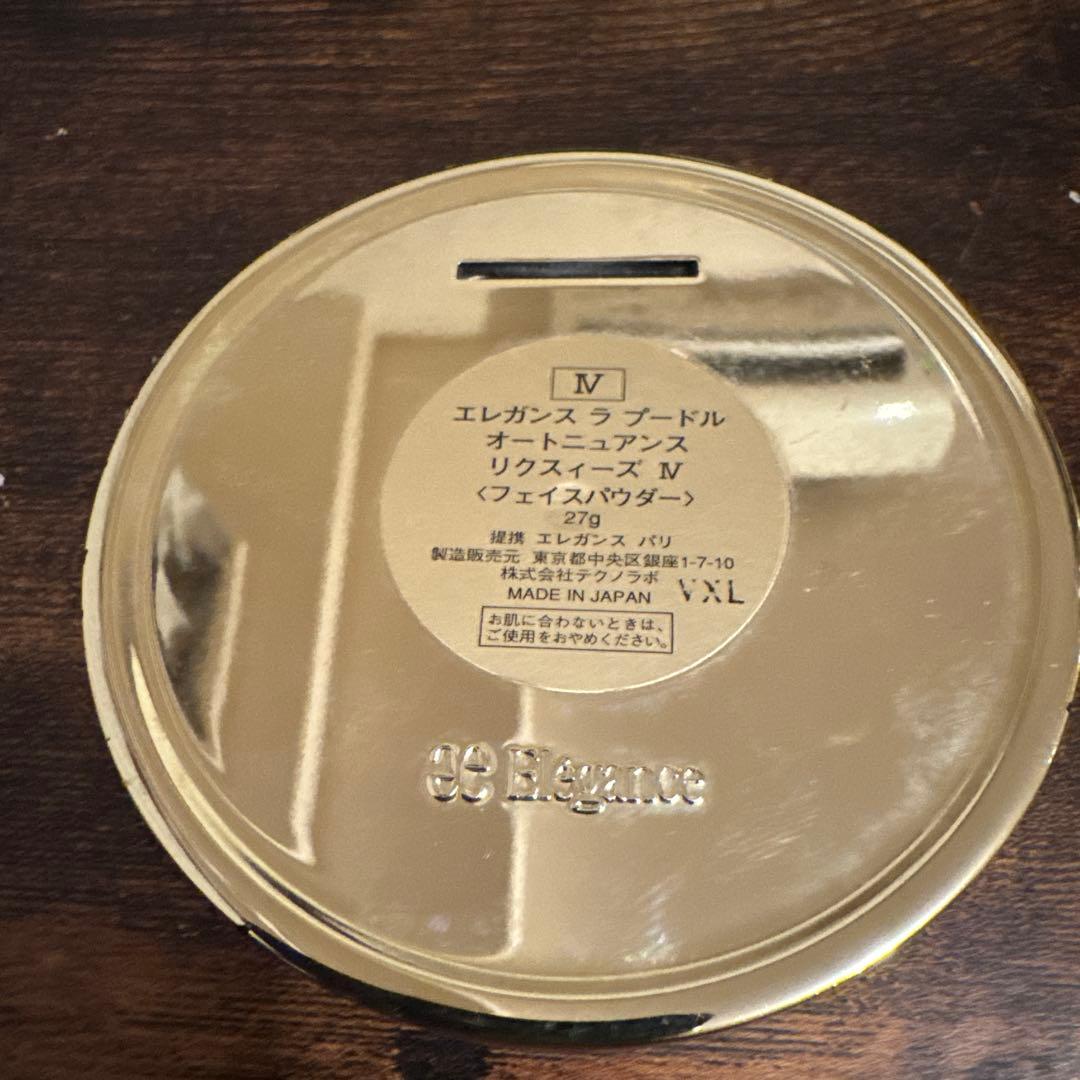 Ⅳ
エレガンス ラ プードル
オートニュアンス
リクスィーズ Ⅳ
〈フェイスパウダー〉
27g
提携 エレガンス パリ
製造販売元 東京都中央区銀座1-7-10
株式会社テクノラボ
MADE IN JAPAN VXL
お肌に合わないときは、
ご使用をおやめください。
Elégance